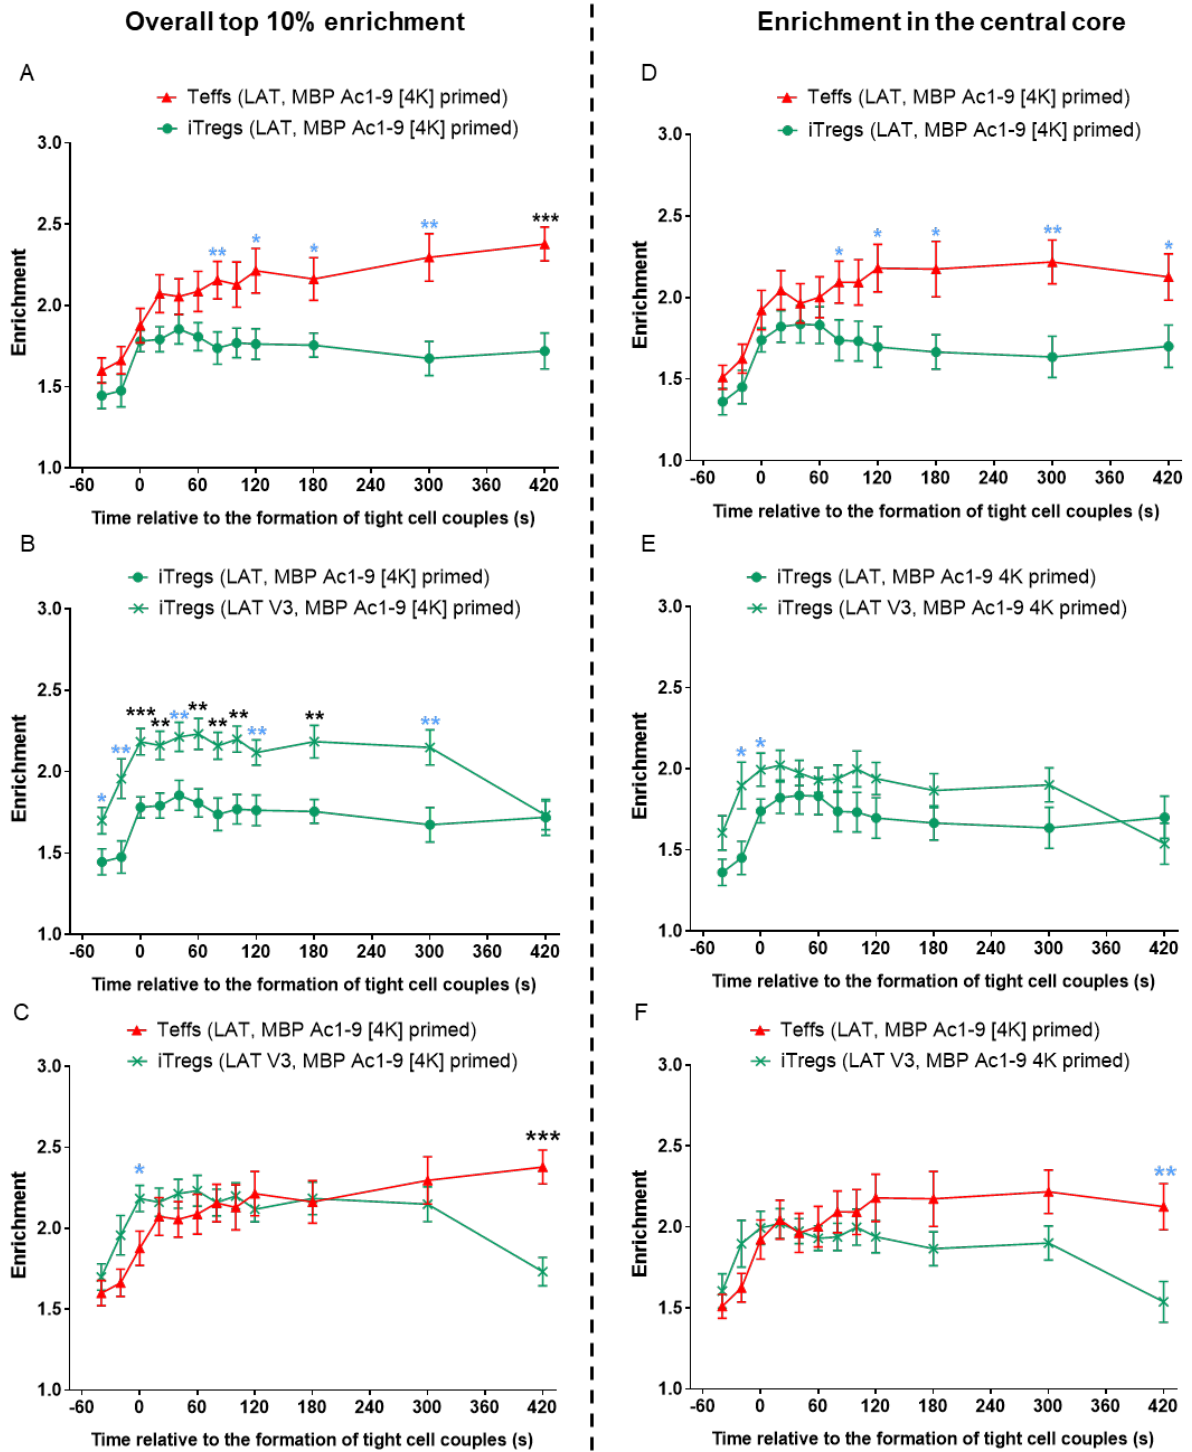 Overall top 10% enrichment
Enrichment in the central core
A
Teffs (LAT, MBP Ac1-9 [4K] primed)
iTregs (LAT, MBP Ac1-9 [4K] primed)
3.0
2.5
2.0
1.5
1.0
Enrichment
** * * ** ***
-60 0 60 120 180 240 300 360 420
Time relative to the formation of tight cell couples (s)
D
Teffs (LAT, MBP Ac1-9 [4K] primed)
iTregs (LAT, MBP Ac1-9 [4K] primed)
3.0
2.5
2.0
1.5
1.0
Enrichment
* * * ** *
-60 0 60 120 180 240 300 360 420
Time relative to the formation of tight cell couples (s)
B
iTregs (LAT, MBP Ac1-9 [4K] primed)
iTregs (LAT V3, MBP Ac1-9 [4K] primed)
3.0
2.5
2.0
1.5
1.0
Enrichment
* ** *** ** ** ** ** ** ** ** **
-60 0 60 120 180 240 300 360 420
Time relative to the formation of tight cell couples (s)
E
iTregs (LAT, MBP Ac1-9 4K primed)
iTregs (LAT V3, MBP Ac1-9 4K primed)
3.0
2.5
2.0
1.5
1.0
Enrichment
* *
-60 0 60 120 180 240 300 360 420
Time relative to the formation of tight cell couples (s)
C
Teffs (LAT, MBP Ac1-9 [4K] primed)
iTregs (LAT V3, MBP Ac1-9 [4K] primed)
3.0
2.5
2.0
1.5
1.0
Enrichment
* ***
-60 0 60 120 180 240 300 360 420
Time relative to the formation of tight cell couples (s)
F
Teffs (LAT, MBP Ac1-9 [4K] primed)
iTregs (LAT V3, MBP Ac1-9 4K primed)
3.0
2.5
2.0
1.5
1.0
Enrichment
**
-60 0 60 120 180 240 300 360 420
Time relative to the formation of tight cell couples (s)